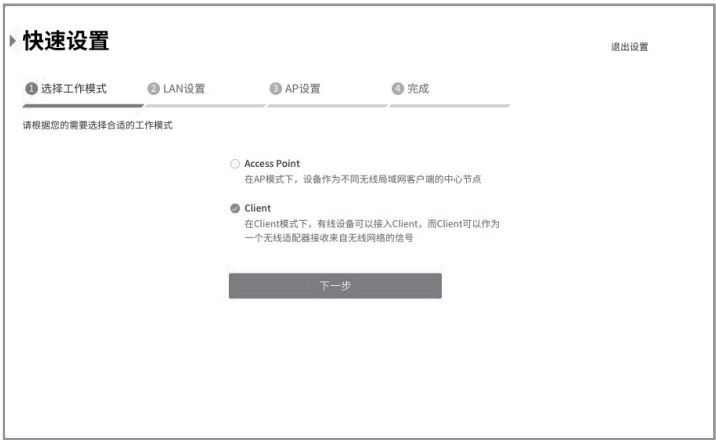 快速设置
退出设置
1 选择工作模式
2 LAN设置
3 AP设置
4 完成
请根据您的需要选择合适的工作模式
Access Point
在AP模式下，设备作为不同无线局域网客户端的中心节点
Client
在Client模式下，有线设备可以接入Client，而Client可以作为
一个无线适配器接收来自无线网络的信号
下一步